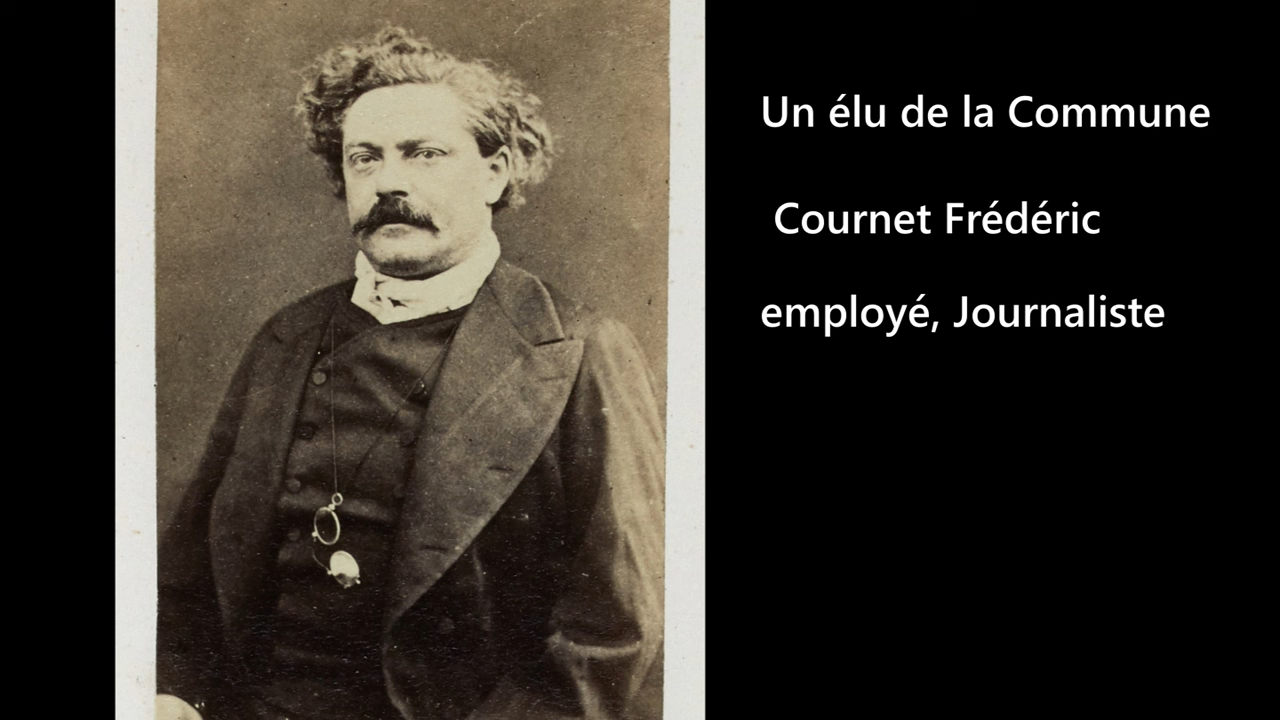 Un élu de la Commune
Cournet Frédéric
employé, Journaliste